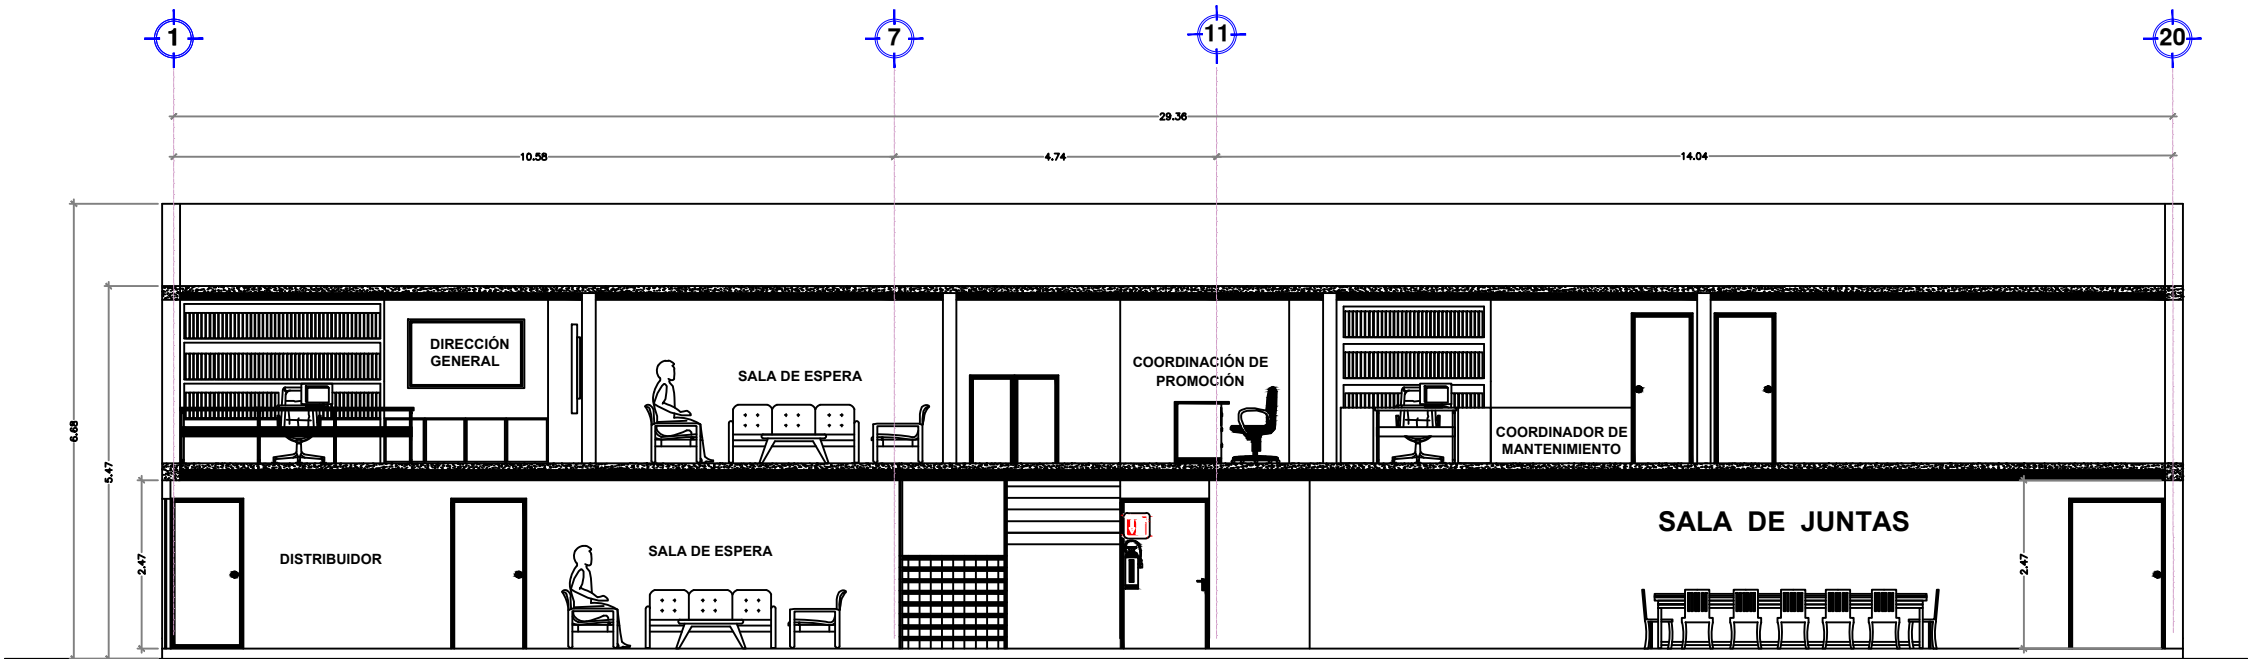 1
7
11
20
29.36
10.58
4.74
14.04
6.68
5.47
DIRECCIÓN
GENERAL
SALA DE ESPERA
COORDINACIÓN DE
PROMOCIÓN
COORDINADOR DE
MANTENIMIENTO
2.47
DISTRIBUIDOR
SALA DE ESPERA
SALA DE JUNTAS
2.47